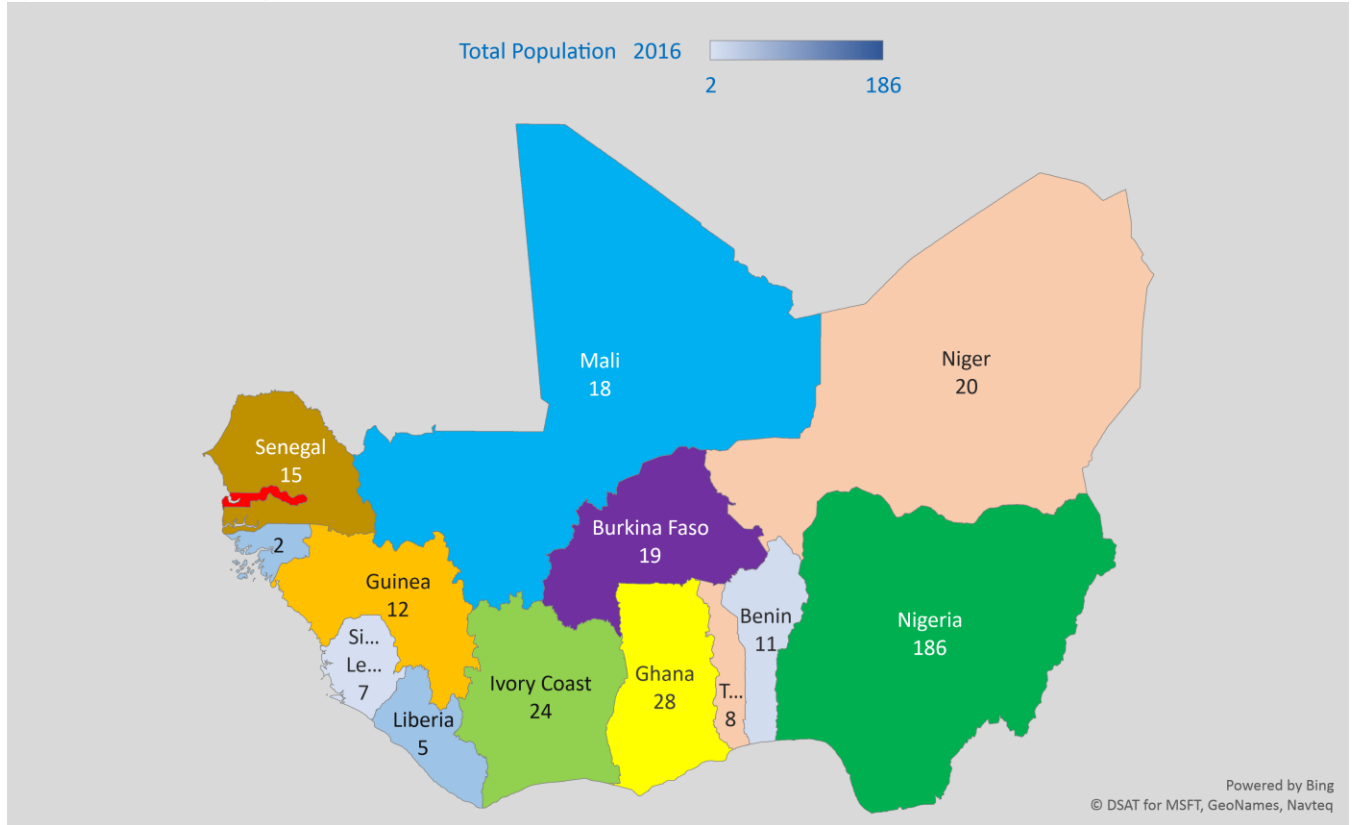 Total Population 2016
2 186
Mali
18
Niger
20
Senegal
15
Burkina Faso
19
2
Guinea
12
Benin
11
Nigeria
186
Si...
Le...
7
Ivory Coast
24
Ghana
28
T...
8
Liberia
5
Powered by Bing
© DSAT for MSFT, GeoNames, Navteq